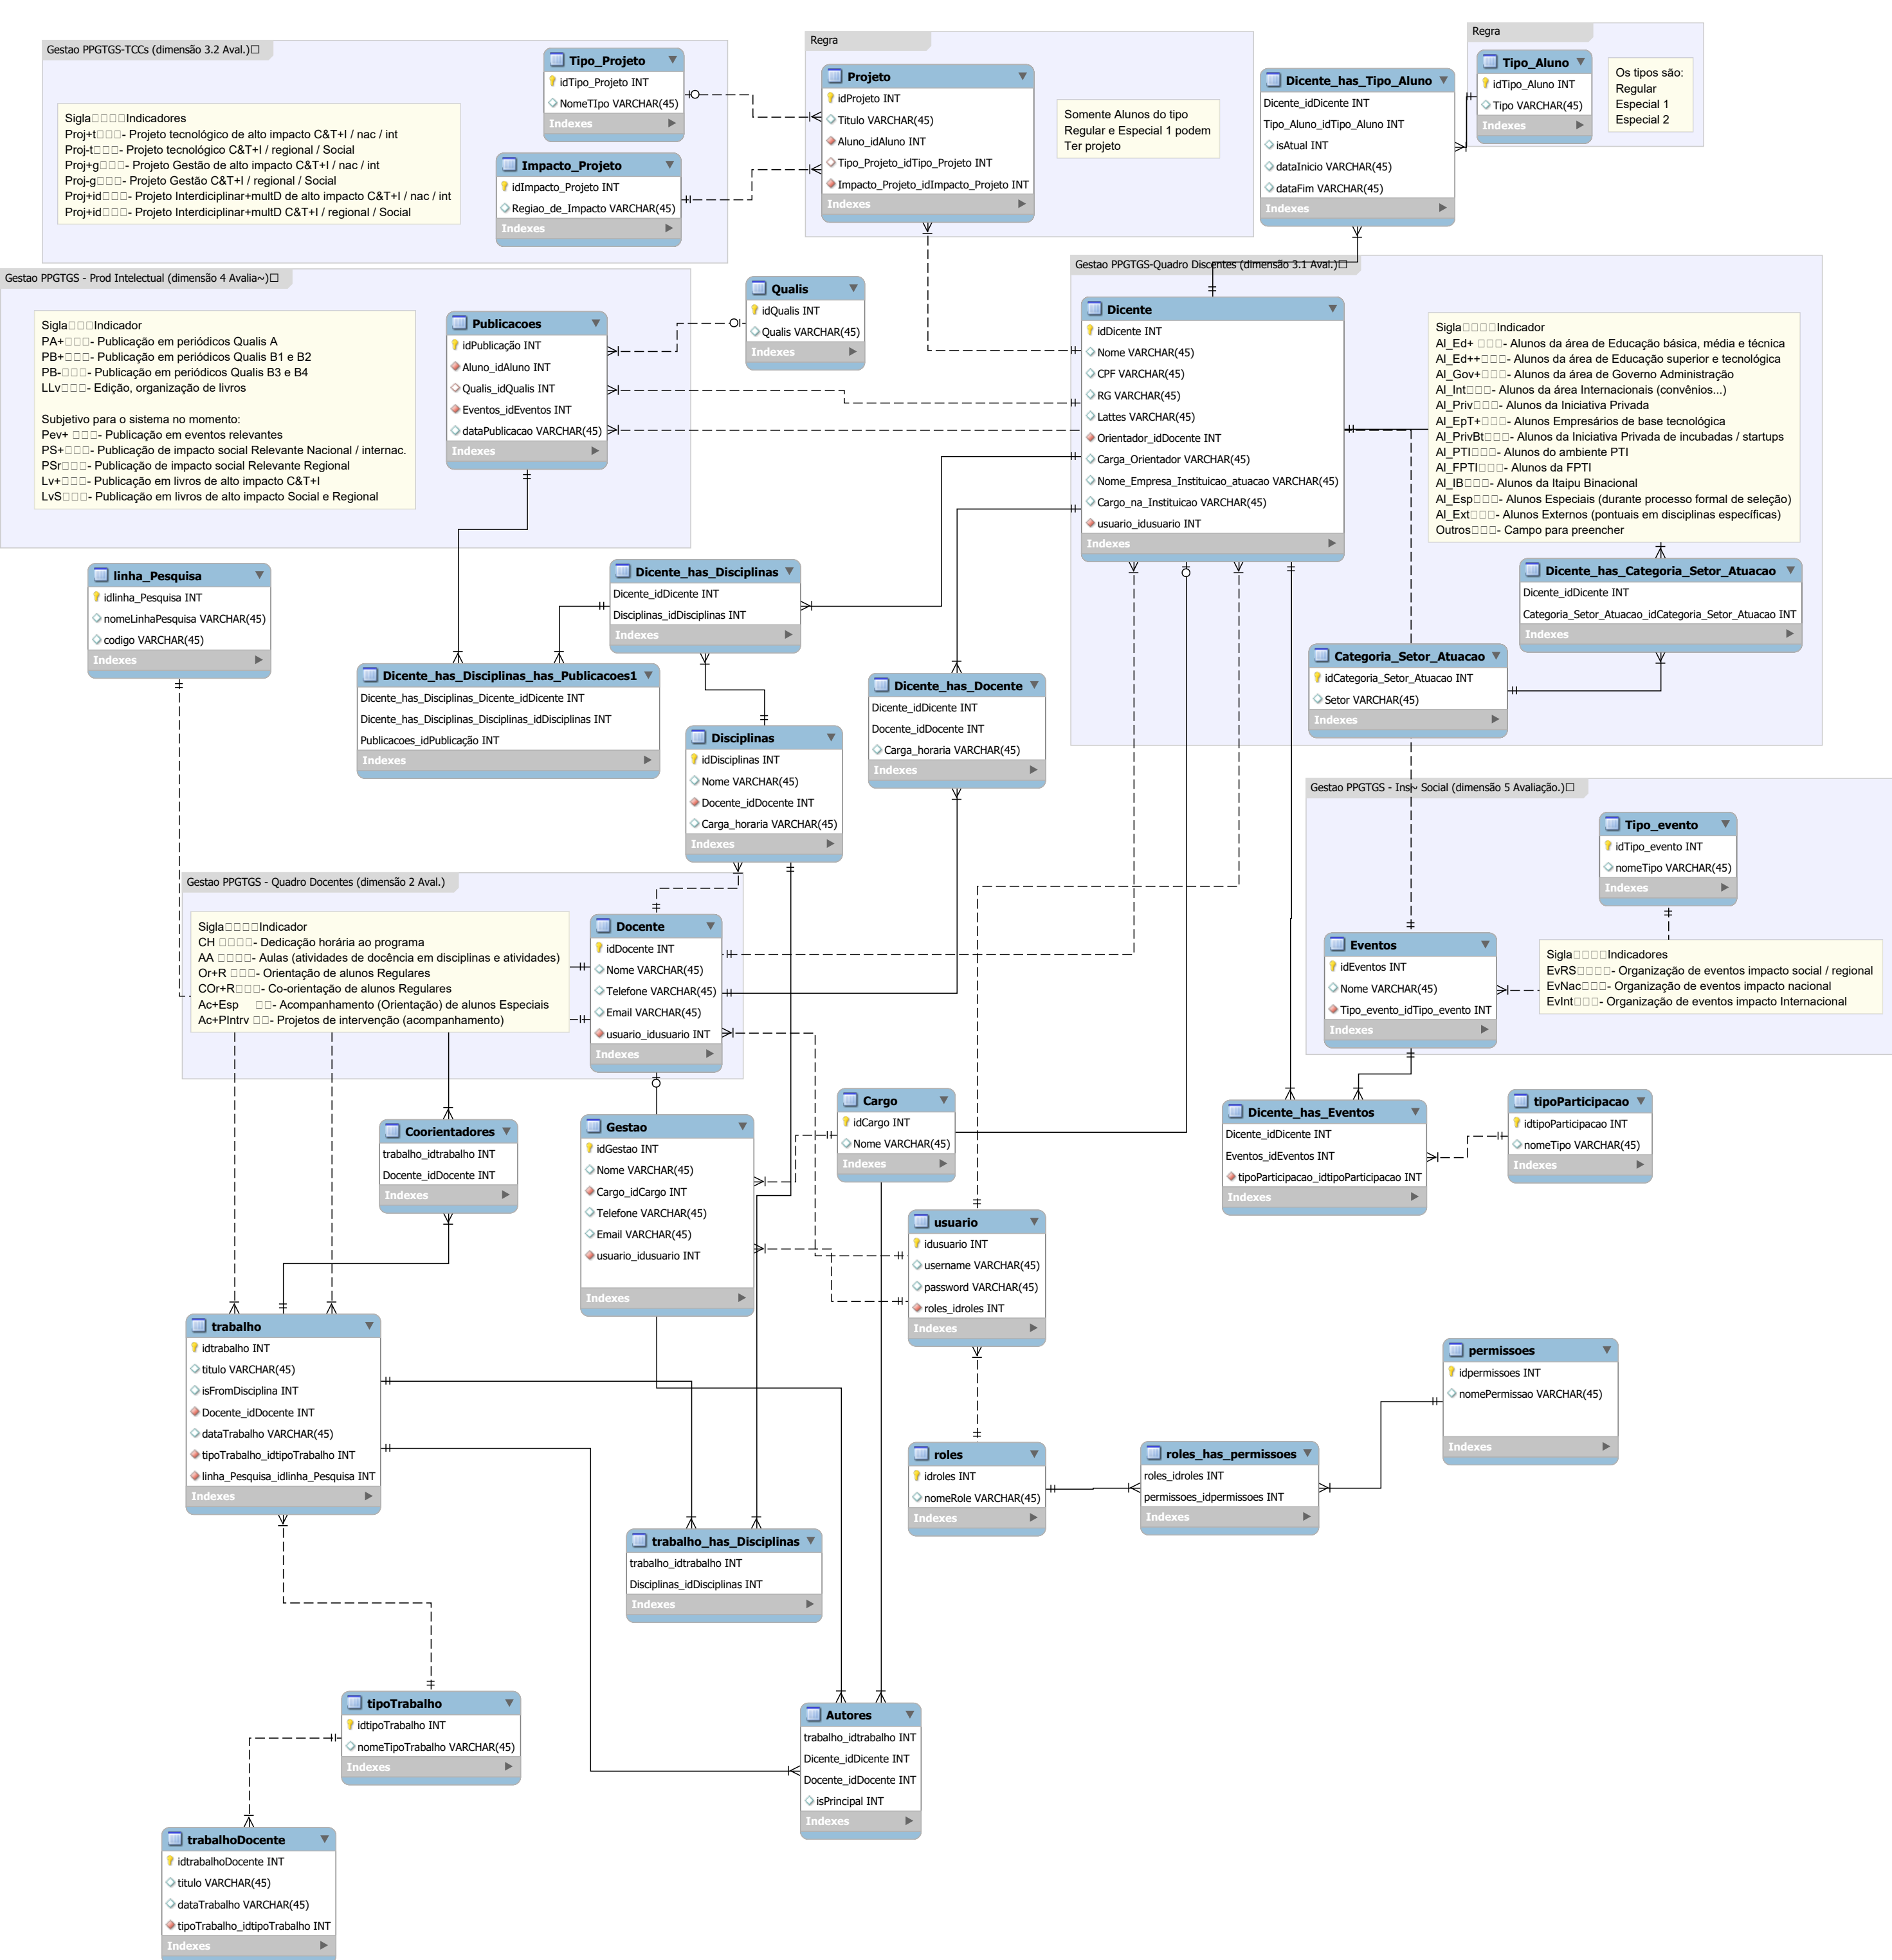 Gestao PPGTGS-TCCs (dimensão 3.2 Aval.)□
Sigla□□□□Indicadores
Proj+t□□□- Projeto tecnológico de alto impacto C&T+I / nac / int
Proj-t□□□- Projeto tecnológico C&T+I / regional / Social
Proj+g□□□- Projeto Gestão de alto impacto C&T+I / nac / int
Proj-g□□□- Projeto Gestão C&T+I / regional / Social
Proj+id□□□- Projeto Interdiciplinar+multD de alto impacto C&T+I / nac / int
Proj+id□□□- Projeto Interdiciplinar+multD C&T+I / regional / Social
Tipo_Projeto
idTipo_Projeto INT
NomeTIpo VARCHAR(45)
Indexes
Impacto_Projeto
idImpacto_Projeto INT
Regiao_de_Impacto VARCHAR(45)
Indexes
Regra
Projeto
idProjeto INT
Titulo VARCHAR(45)
Aluno_idAluno INT
Tipo_Projeto_idTipo_Projeto INT
Impacto_Projeto_idImpacto_Projeto INT
Indexes
Somente Alunos do tipo
Regular e Especial 1 podem
Ter projeto
Dicente_has_Tipo_Aluno
Dicente_idDicente INT
Tipo_Aluno_idTipo_Aluno INT
isAtual INT
dataInicio VARCHAR(45)
dataFim VARCHAR(45)
Indexes
Regra
Tipo_Aluno
idTipo_Aluno INT
Tipo VARCHAR(45)
Indexes
Os tipos são:
Regular
Especial 1
Especial 2
Gestao PPGTGS - Prod Intelectual (dimensão 4 Avalia~)□
Sigla□□□Indicador
PA+□□□- Publicação em periódicos Qualis A
PB+□□□- Publicação em periódicos Qualis B1 e B2
PB-□□□- Publicação em periódicos Qualis B3 e B4
LLv□□□- Edição, organização de livros
Subjetivo para o sistema no momento:
Pev+ □□□- Publicação em eventos relevantes
PS+□□□- Publicação de impacto social Relevante Nacional / internac.
PSr□□□- Publicação de impacto social Relevante Regional
Lv+□□□- Publicação em livros de alto impacto C&T+I
LvS□□□- Publicação em livros de alto impacto Social e Regional
Publicacoes
idPublicação INT
Aluno_idAluno INT
Qualis_idQualis INT
Eventos_idEventos INT
dataPublicacao VARCHAR(45)
Indexes
Qualis
idQualis INT
Qualis VARCHAR(45)
Indexes
Gestao PPGTGS-Quadro Discentes (dimensão 3.1 Aval.)□
Dicente
idDicente INT
Nome VARCHAR(45)
CPF VARCHAR(45)
RG VARCHAR(45)
Lattes VARCHAR(45)
Orientador_idDocente INT
Carga_Orientador VARCHAR(45)
Nome_Empresa_Instituicao_atuacao VARCHAR(45)
Cargo_na_Instituicao VARCHAR(45)
usuario_idusuario INT
Indexes
Sigla□□□□Indicador
Al_Ed+ □□□- Alunos da área de Educação básica, média e técnica
Al_Ed++□□□- Alunos da área de Educação superior e tecnológica
Al_Gov+□□□- Alunos da área de Governo Administração
Al_Int□□□- Alunos da área Internacionais (convênios...)
Al_Priv□□□- Alunos da Iniciativa Privada
Al_EpT+□□□- Alunos Empresários de base tecnológica
Al_PrivBt□□□- Alunos da Iniciativa Privada de incubadas / startups
Al_PTI□□□- Alunos do ambiente PTI
Al_FPTI□□□- Alunos da FPTI
Al_IB□□□- Alunos da Itaipu Binacional
Al_Esp□□□- Alunos Especiais (durante processo formal de seleção)
Al_Ext□□□- Alunos Externos (pontuais em disciplinas específicas)
Outros□□□- Campo para preencher
linha_Pesquisa
idlinha_Pesquisa INT
nomeLinhaPesquisa VARCHAR(45)
codigo VARCHAR(45)
Indexes
Dicente_has_Disciplinas
Dicente_idDicente INT
Disciplinas_idDisciplinas INT
Indexes
Dicente_has_Categoria_Setor_Atuacao
Dicente_idDicente INT
Categoria_Setor_Atuacao_idCategoria_Setor_Atuacao INT
Indexes
Dicente_has_Disciplinas_has_Publicacoes1
Dicente_has_Disciplinas_Dicente_idDicente INT
Dicente_has_Disciplinas_Disciplinas_idDisciplinas INT
Publicacoes_idPublicação INT
Indexes
Dicente_has_Docente
Dicente_idDicente INT
Docente_idDocente INT
Carga_horaria VARCHAR(45)
Indexes
Categoria_Setor_Atuacao
idCategoria_Setor_Atuacao INT
Setor VARCHAR(45)
Indexes
Disciplinas
idDisciplinas INT
Nome VARCHAR(45)
Docente_idDocente INT
Carga_horaria VARCHAR(45)
Indexes
Gestao PPGTGS - Ins~ Social (dimensão 5 Avaliação.)□
Tipo_evento
idTipo_evento INT
nomeTipo VARCHAR(45)
Indexes
Eventos
idEventos INT
Nome VARCHAR(45)
Tipo_evento_idTipo_evento INT
Indexes
Sigla□□□□Indicadores
EvRS□□□□- Organização de eventos impacto social / regional
EvNac□□□- Organização de eventos impacto nacional
EvInt□□□- Organização de eventos impacto Internacional
Gestao PPGTGS - Quadro Docentes (dimensão 2 Aval.)
Sigla□□□□Indicador
CH □□□□- Dedicação horária ao programa
AA □□□□- Aulas (atividades de docência em disciplinas e atividades)
Or+R □□□- Orientação de alunos Regulares
COr+R□□□- Co-orientação de alunos Regulares
Ac+Esp □□- Acompanhamento (Orientação) de alunos Especiais
Ac+PIntrv □□- Projetos de intervenção (acompanhamento)
Docente
idDocente INT
Nome VARCHAR(45)
Telefone VARCHAR(45)
Email VARCHAR(45)
usuario_idusuario INT
Indexes
Coorientadores
trabalho_idtrabalho INT
Docente_idDocente INT
Indexes
Gestao
idGestao INT
Nome VARCHAR(45)
Cargo_idCargo INT
Telefone VARCHAR(45)
Email VARCHAR(45)
usuario_idusuario INT
Indexes
Cargo
idCargo INT
Nome VARCHAR(45)
Indexes
Dicente_has_Eventos
Dicente_idDicente INT
Eventos_idEventos INT
tipoParticipacao_idtipoParticipacao INT
Indexes
tipoParticipacao
idtipoParticipacao INT
nomeTipo VARCHAR(45)
Indexes
usuario
idusuario INT
username VARCHAR(45)
password VARCHAR(45)
roles_idroles INT
Indexes
trabalho
idtrabalho INT
titulo VARCHAR(45)
isFromDisciplina INT
Docente_idDocente INT
dataTrabalho VARCHAR(45)
tipoTrabalho_idtipoTrabalho INT
linha_Pesquisa_idlinha_Pesquisa INT
Indexes
permissoes
idpermissoes INT
nomePermissao VARCHAR(45)
Indexes
roles
idroles INT
nomeRole VARCHAR(45)
Indexes
roles_has_permissoes
roles_idroles INT
permissoes_idpermissoes INT
Indexes
trabalho_has_Disciplinas
trabalho_idtrabalho INT
Disciplinas_idDisciplinas INT
Indexes
tipoTrabalho
idtipoTrabalho INT
nomeTipoTrabalho VARCHAR(45)
Indexes
Autores
trabalho_idtrabalho INT
Dicente_idDicente INT
Docente_idDocente INT
isPrincipal INT
Indexes
trabalhoDocente
idtrabalhoDocente INT
titulo VARCHAR(45)
dataTrabalho VARCHAR(45)
tipoTrabalho_idtipoTrabalho INT
Indexes